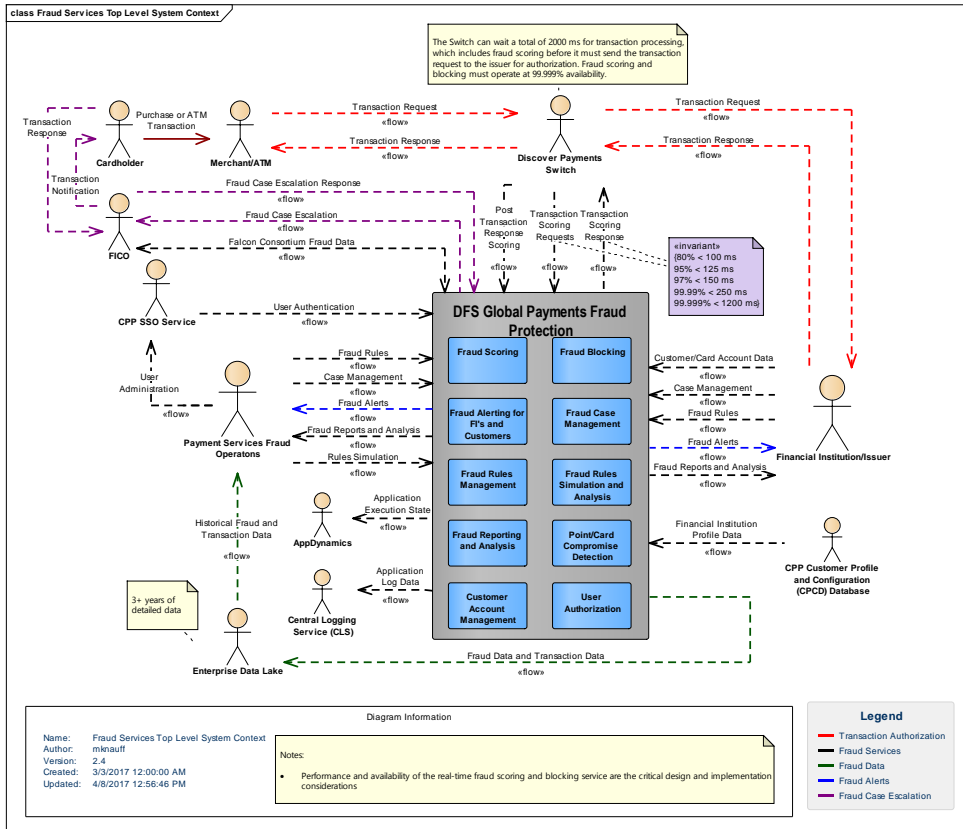 class Fraud Services Top Level System Context
The Switch can wait a total of 2000 ms for transaction processing,
which includes fraud scoring before it must send the transaction
request to the issuer for authorization. Fraud scoring and
blocking must operate at 99.999% availability.
Transaction
Response
Purchase or ATM
Transaction
Cardholder
Merchant/ATM
Transaction Request
«flow»
Transaction Response
«flow»
Discover Payments
Switch
Transaction Request
«flow»
Transaction Response
«flow»
Transaction
Notification
FICO
Fraud Case Escalation Response
«flow»
Fraud Case Escalation
«flow»
Falcon Consortium Fraud Data
«flow»
Post
Transaction
Response
Scoring
«flow»
Transaction
Scoring
Requests
«flow»
Transaction
Scoring
Response
«flow»
«invariant»
{80% < 100 ms
95% < 125 ms
97% < 150 ms
99.99% < 250 ms
99.999% < 1200 ms}
CPP SSO Service
User Authentication
«flow»
User
Administration
«flow»
Payment Services Fraud
Operatons
Fraud Rules
«flow»
Case Management
«flow»
Fraud Alerts
«flow»
Fraud Reports and Analysis
«flow»
Rules Simulation
«flow»
DFS Global Payments Fraud
Protection
Fraud Scoring
Fraud Blocking
Fraud Alerting for
FI's and
Customers
Fraud Case
Management
Fraud Rules
Management
Fraud Rules
Simulation and
Analysis
Fraud Reporting
and Analysis
Point/Card
Compromise
Detection
Customer
Account
Management
User
Authorization
Customer/Card Account Data
«flow»
Case Management
«flow»
Fraud Rules
«flow»
Fraud Alerts
«flow»
Fraud Reports and Analysis
«flow»
Financial Institution/Issuer
Application
Execution State
«flow»
AppDynamics
Application
Log Data
«flow»
Central Logging
Service (CLS)
Financial Institution
Profile Data
«flow»
CPP Customer Profile
and Configuration
(CPCD) Database
Historical Fraud and
Transaction Data
«flow»
3+ years of
detailed data
Enterprise Data Lake
Fraud Data and Transaction Data
«flow»
Diagram Information
Name: Fraud Services Top Level System Context
Author: mknauff
Version: 2.4
Created: 3/3/2017 12:00:00 AM
Updated: 4/8/2017 12:56:46 PM
Notes:
• Performance and availability of the real-time fraud scoring and blocking service are the critical design and implementation
considerations
Legend
Transaction Authorization
Fraud Services
Fraud Data
Fraud Alerts
Fraud Case Escalation